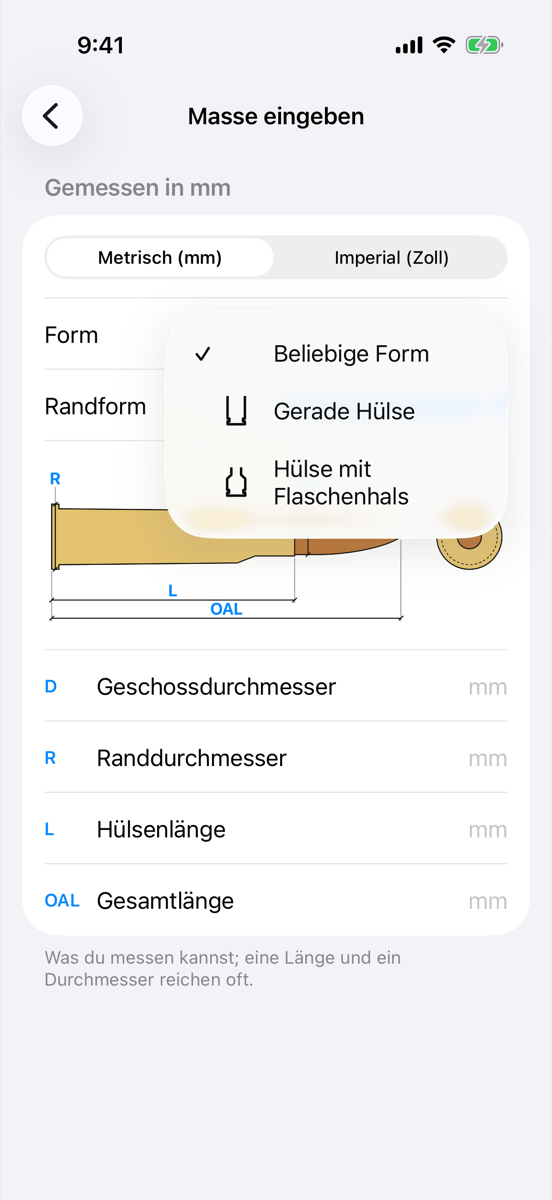 9:41
Masse eingeben
Gemessen in mm
Metrisch (mm)
Imperial (Zoll)
Form
Beliebige Form
Randform
Gerade Hülse
Hülse mit
Flaschenhals
R
L
OAL
D Geschossdurchmesser mm
R Randdurchmesser mm
L Hülsenlänge mm
OAL Gesamtlänge mm
Was du messen kannst; eine Länge und ein
Durchmesser reichen oft.